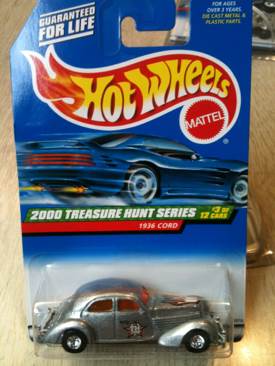 GUARANTEED
FOR LIFE
FOR AGES
OVER 3 YEARS.
DIE CAST METAL &
PLASTIC PARTS.
HOT WHEELS
MATTEL
2000 TREASURE HUNT SERIES #3 OF
12 CARS
1936 CORD